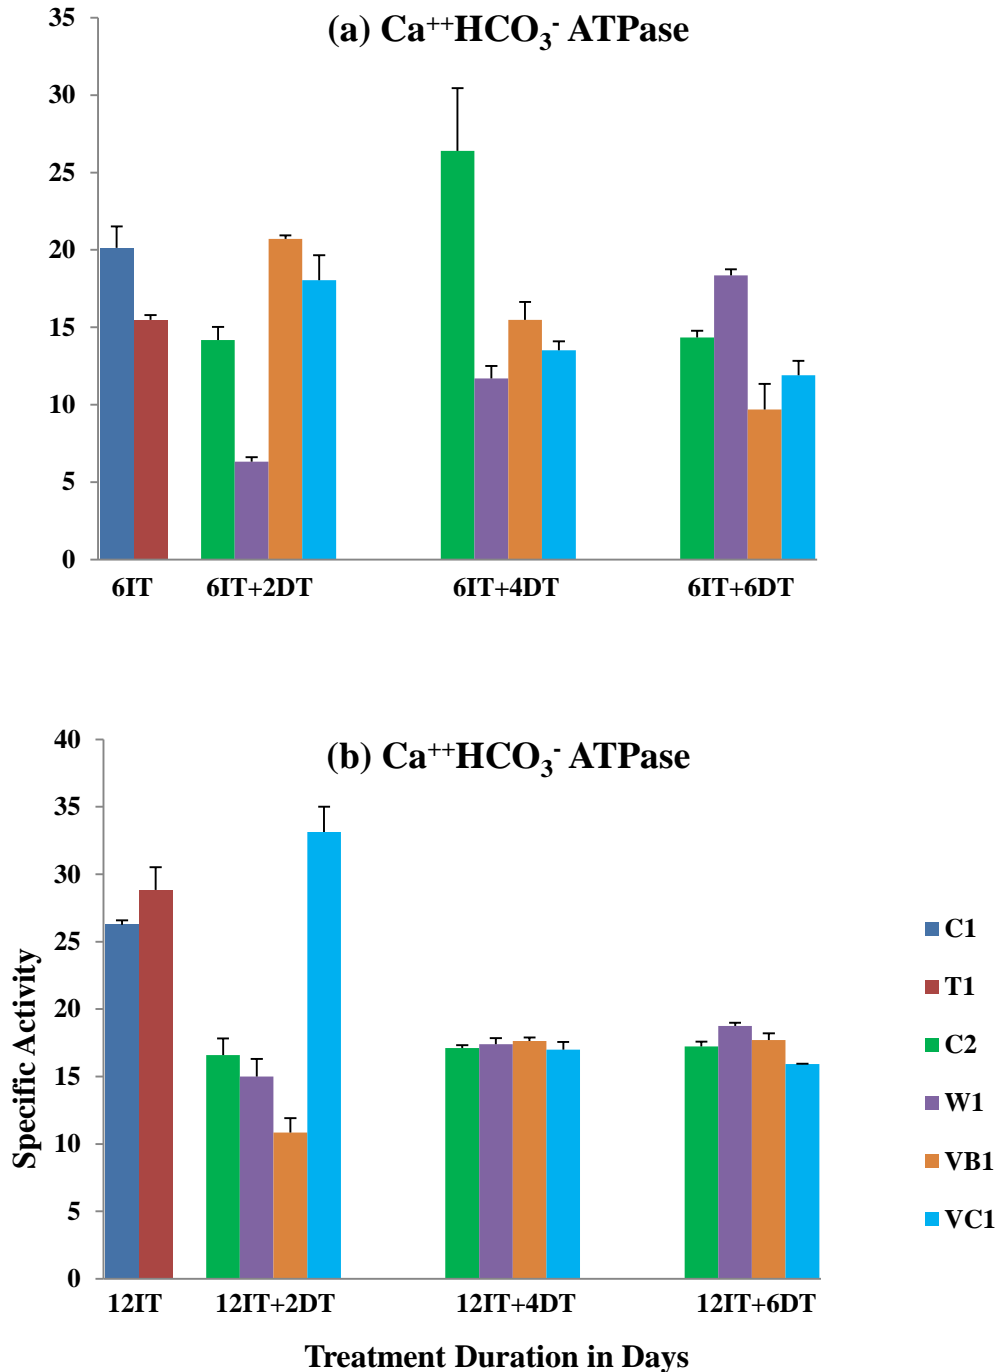 (a) Ca⁺⁺HCO₃⁻ ATPase
35
30
25
20
15
10
5
0
6IT 6IT+2DT 6IT+4DT 6IT+6DT
(b) Ca⁺⁺HCO₃⁻ ATPase
40
35
30
25
20
15
10
5
0
Specific Activity
12IT 12IT+2DT 12IT+4DT 12IT+6DT
Treatment Duration in Days
C1
T1
C2
W1
VB1
VC1